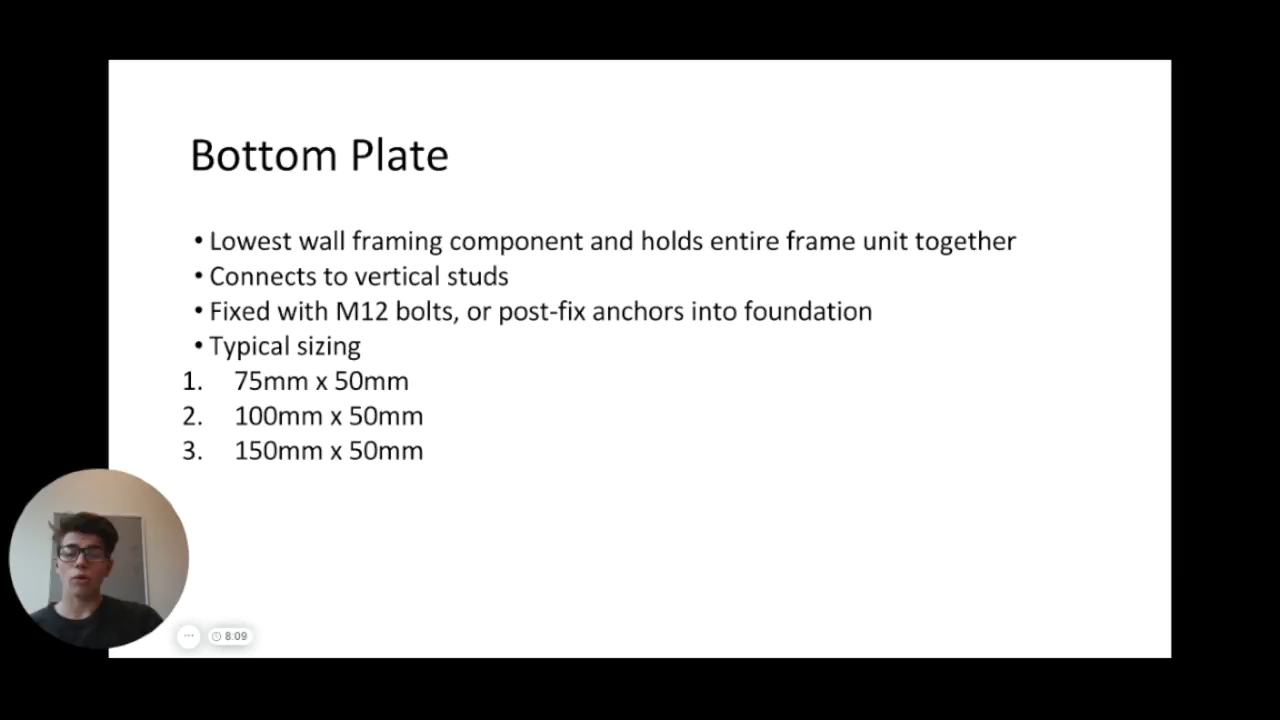 Bottom Plate
• Lowest wall framing component and holds entire frame unit together
• Connects to vertical studs
• Fixed with M12 bolts, or post-fix anchors into foundation
• Typical sizing
1. 75mm x 50mm
2. 100mm x 50mm
3. 150mm x 50mm
8:09